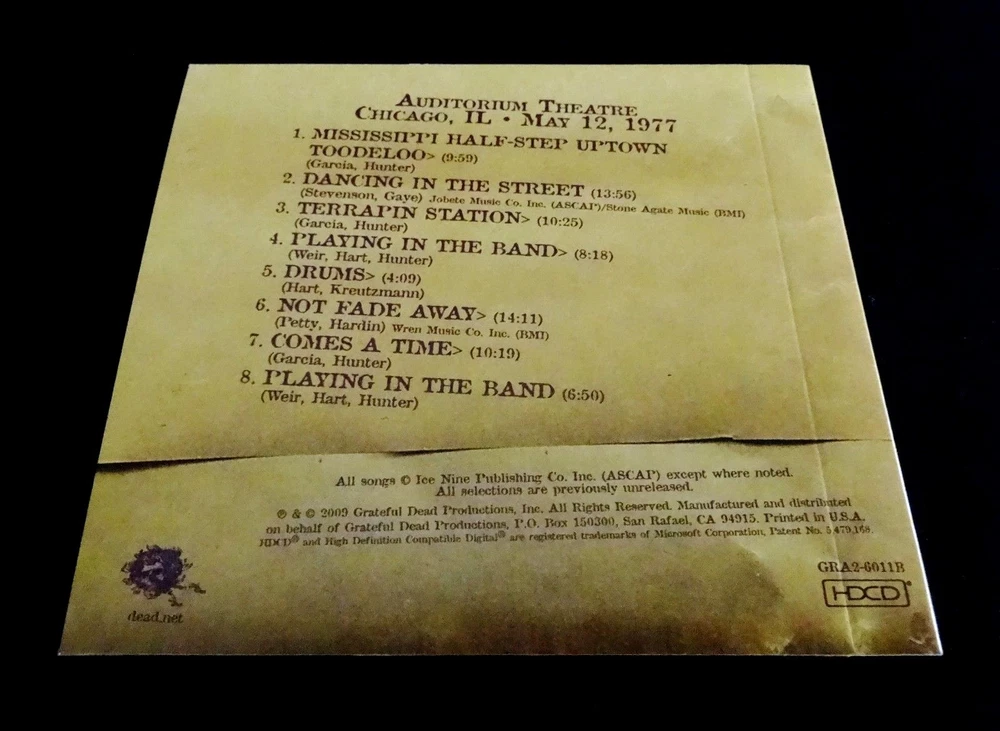 AUDITORIUM THEATRE
CHICAGO, IL • MAY 12, 1977
1. MISSISSIPPI HALF-STEP UPTOWN
TOODELOO> (9:59)
(Garcia, Hunter)
2. DANCING IN THE STREET (13:56)
(Stevenson, Gaye) Jobete Music Co. Inc. (ASCAP)/Stone Agate Music (BMI)
3. TERRAPIN STATION> (10:25)
(Garcia, Hunter)
4. PLAYING IN THE BAND> (8:18)
(Weir, Hart, Hunter)
5. DRUMS> (4:09)
(Hart, Kreutzmann)
6. NOT FADE AWAY> (14:11)
(Petty, Hardin) Wren Music Co. Inc. (BMI)
7. COMES A TIME> (10:19)
(Garcia, Hunter)
8. PLAYING IN THE BAND (6:50)
(Weir, Hart, Hunter)
All songs © Ice Nine Publishing Co. Inc. (ASCAP) except where noted.
All selections are previously unreleased.
℗ & © 2009 Grateful Dead Productions, Inc. All Rights Reserved. Manufactured and distributed
on behalf of Grateful Dead Productions, P.O. Box 150300, San Rafael, CA 94915. Printed in U.S.A.
HDCD® and High Definition Compatible Digital® are registered trademarks of Microsoft Corporation, Patent No. 5,479,168.
GRA2-6011B
HDCD®
dead.net